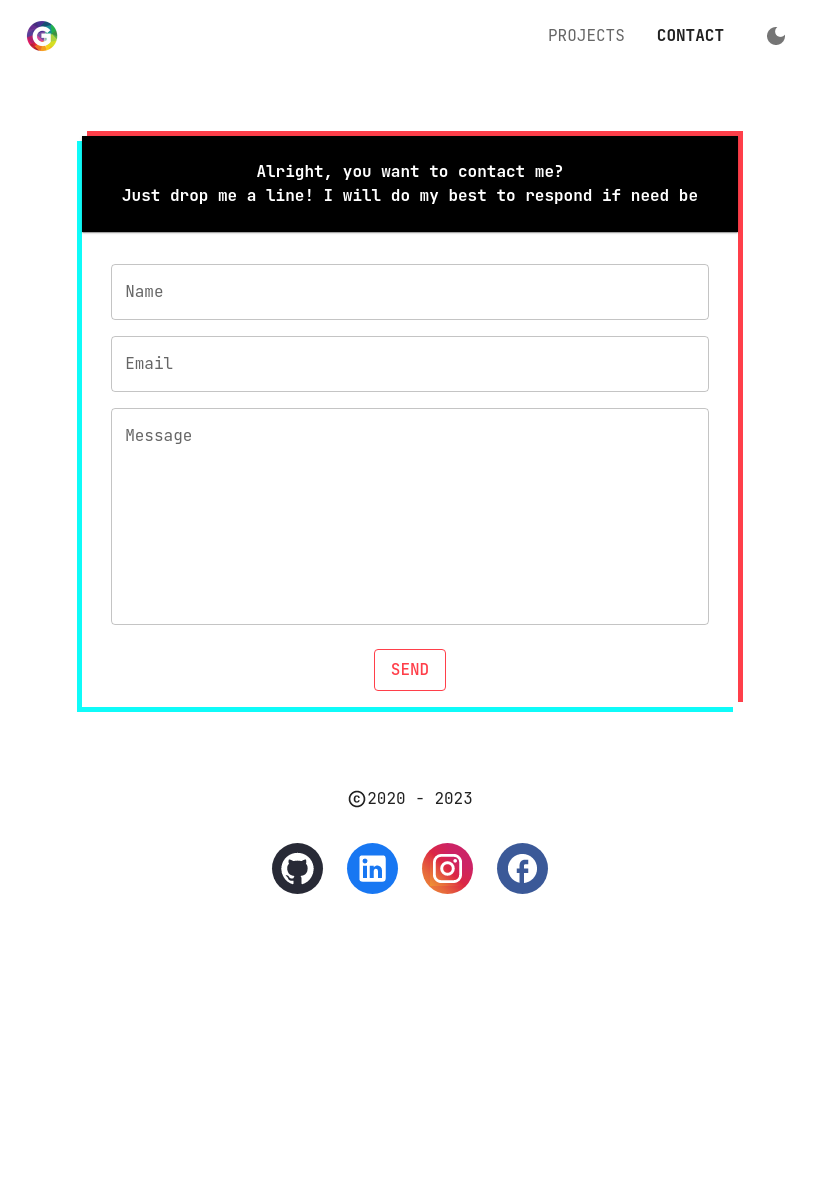 G
PROJECTS
CONTACT
Alright, you want to contact me?
Just drop me a line! I will do my best to respond if need be
Name
Email
Message
SEND
©2020 - 2023
in